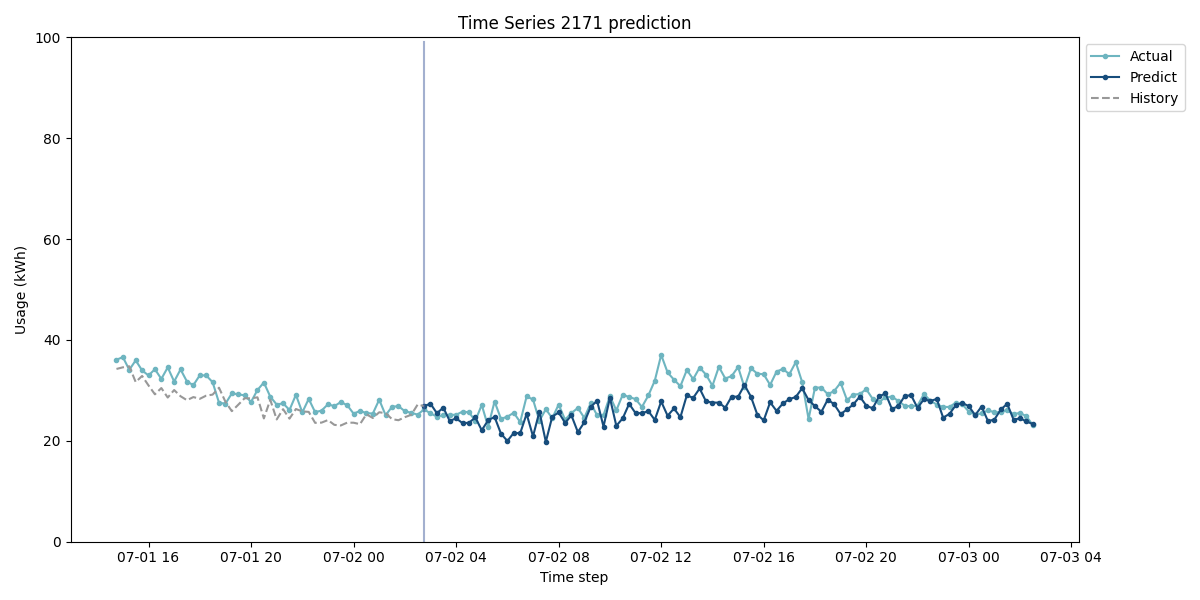 Time Series 2171 prediction
Usage (kWh)
100
80
60
40
20
0
07-01 16
07-01 20
07-02 00
07-02 04
07-02 08
07-02 12
07-02 16
07-02 20
07-03 00
07-03 04
Time step
Actual
Predict
History